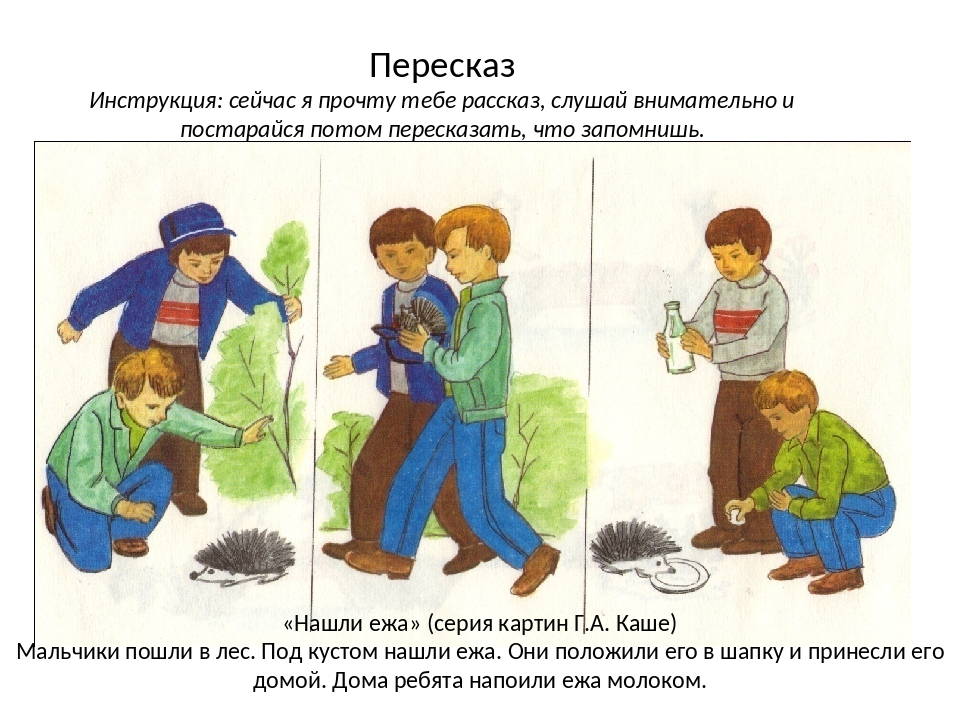 Пересказ
Инструкция: сейчас я прочту тебе рассказ, слушай внимательно и
постарайся потом пересказать, что запомнишь.
«Нашли ежа» (серия картин Г.А. Каше)
Мальчики пошли в лес. Под кустом нашли ежа. Они положили его в шапку и принесли его
домой. Дома ребята напоили ежа молоком.